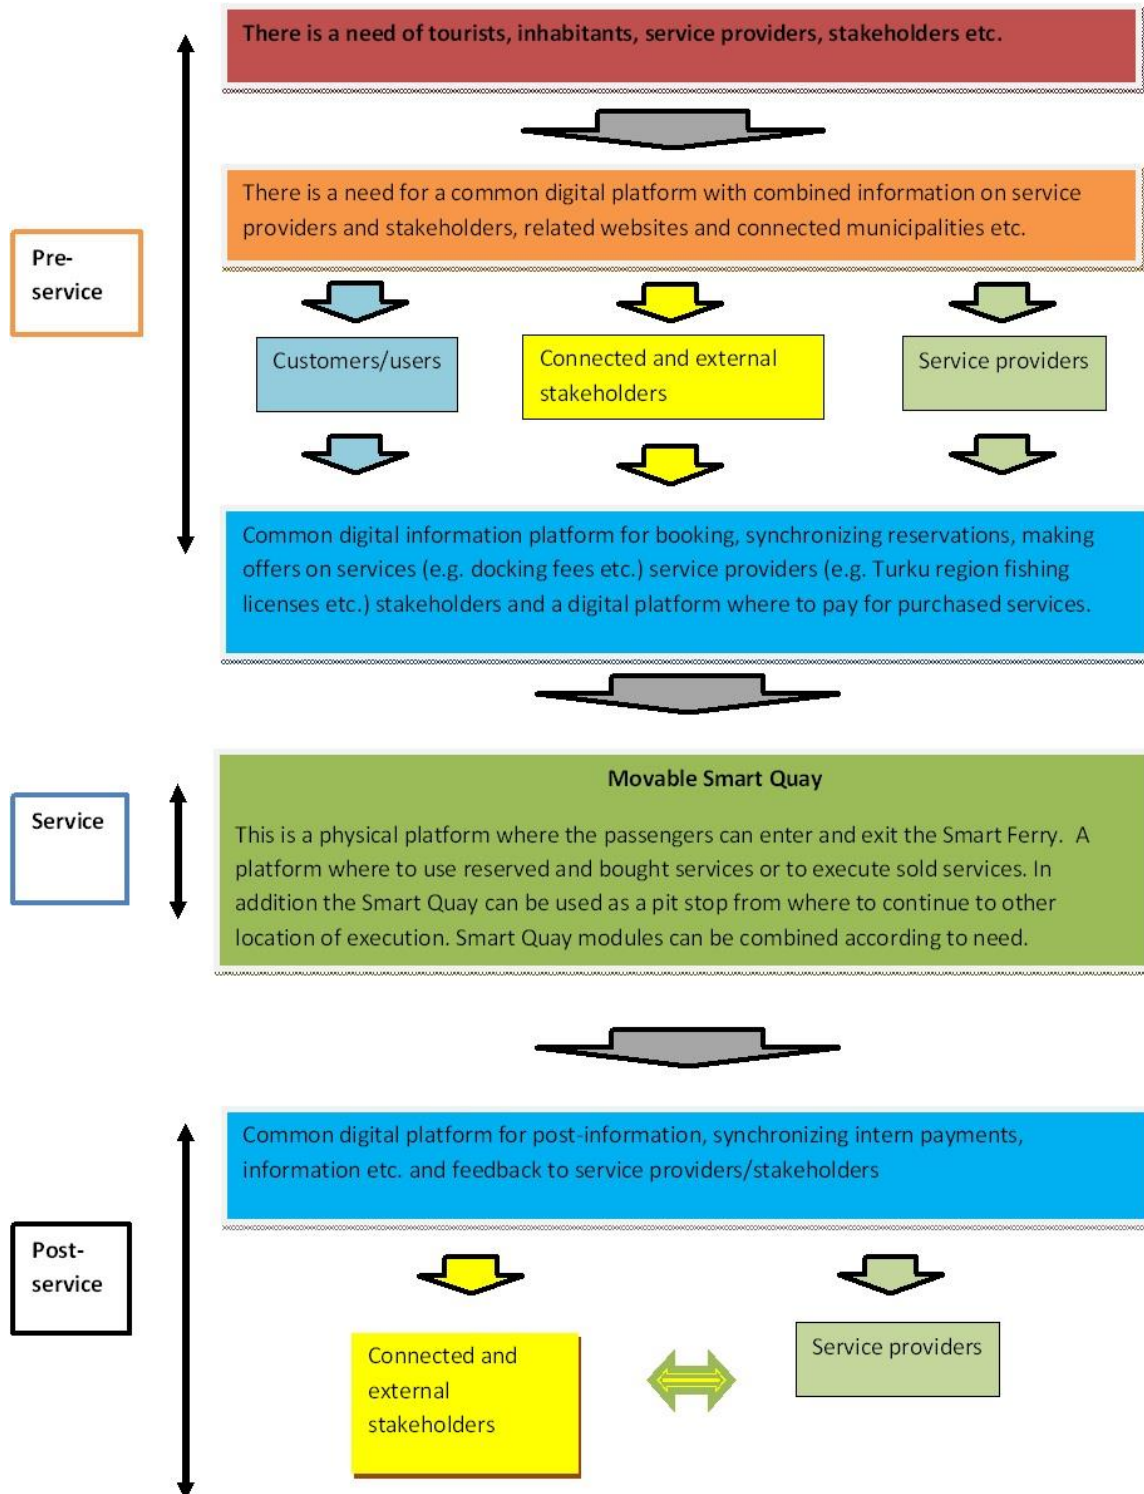 There is a need of tourists, inhabitants, service providers, stakeholders etc.
There is a need for a common digital platform with combined information on service
providers and stakeholders, related websites and connected municipalities etc.
Pre-
service
Customers/users
Connected and external
stakeholders
Service providers
Common digital information platform for booking, synchronizing reservations, making
offers on services (e.g. docking fees etc.) service providers (e.g. Turku region fishing
licenses etc.) stakeholders and a digital platform where to pay for purchased services.
Service
Movable Smart Quay
This is a physical platform where the passengers can enter and exit the Smart Ferry. A
platform where to use reserved and bought services or to execute sold services. In
addition the Smart Quay can be used as a pit stop from where to continue to other
location of execution. Smart Quay modules can be combined according to need.
Common digital platform for post-information, synchronizing intern payments,
information etc. and feedback to service providers/stakeholders
Post-
service
Connected and
external
stakeholders
Service providers